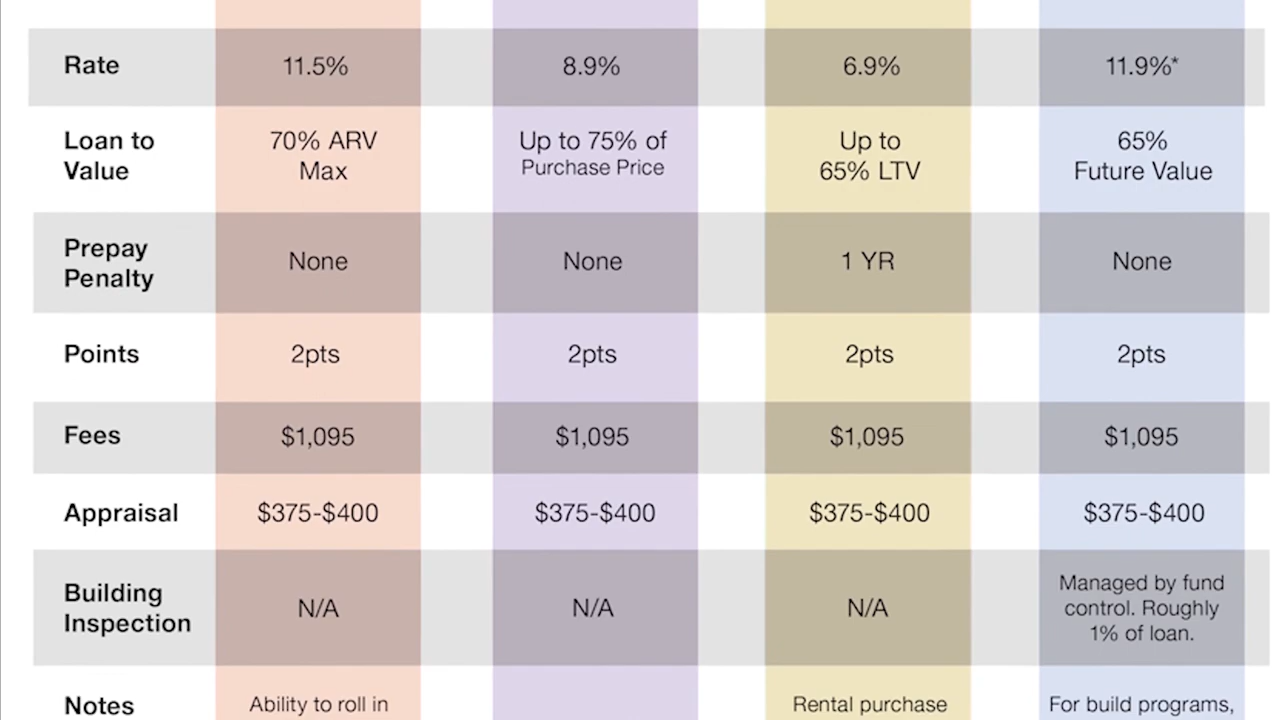 Rate 11.5% 8.9% 6.9% 11.9%*
Loan to 70% ARV Up to 75% of Up to 65%
Value Max Purchase Price 65% LTV Future Value
Prepay
Penalty None None 1 YR None
Points 2pts 2pts 2pts 2pts
Fees $1,095 $1,095 $1,095 $1,095
Appraisal $375-$400 $375-$400 $375-$400 $375-$400
Building
Inspection N/A N/A N/A Managed by fund
control. Roughly
1% of loan.
Notes Ability to roll in Rental purchase For build programs,